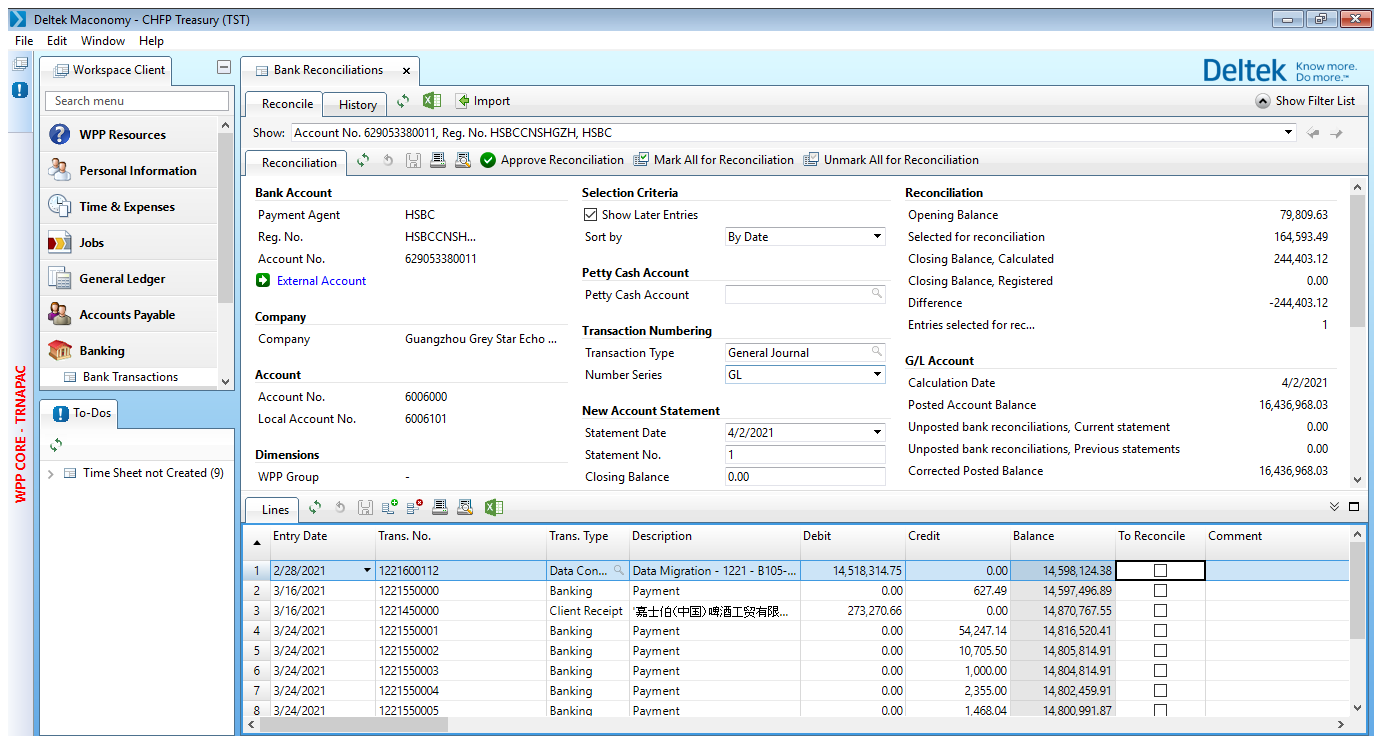 Deltek Maconomy - CHFP Treasury (TST)
File Edit Window Help
Workspace Client
Search menu
WPP Resources
Personal Information
Time & Expenses
Jobs
General Ledger
Accounts Payable
Banking
Bank Transactions
To-Dos
Time Sheet not Created (9)
WPP CORE - TRNAPAC
Bank Reconciliations
Deltek Know more. Do more.™
Reconcile History Import Show Filter List
Show: Account No. 629053380011, Reg. No. HSBCCNSHGZH, HSBC
Reconciliation Approve Reconciliation Mark All for Reconciliation Unmark All for Reconciliation
Bank Account
Payment Agent HSBC
Reg. No. HSBCCNSH...
Account No. 629053380011
External Account
Company
Company Guangzhou Grey Star Echo ...
Account
Account No. 6006000
Local Account No. 6006101
Dimensions
WPP Group -
Selection Criteria
Show Later Entries
Sort by By Date
Petty Cash Account
Petty Cash Account
Transaction Numbering
Transaction Type General Journal
Number Series GL
New Account Statement
Statement Date 4/2/2021
Statement No. 1
Closing Balance 0.00
Reconciliation
Opening Balance 79,809.63
Selected for reconciliation 164,593.49
Closing Balance, Calculated 244,403.12
Closing Balance, Registered 0.00
Difference -244,403.12
Entries selected for rec... 1
G/L Account
Calculation Date 4/2/2021
Posted Account Balance 16,436,968.03
Unposted bank reconciliations, Current statement 0.00
Unposted bank reconciliations, Previous statements 0.00
Corrected Posted Balance 16,436,968.03
Lines
Entry Date Trans. No. Trans. Type Description Debit Credit Balance To Reconcile Comment
1 2/28/2021 1221600112 Data Con... Data Migration - 1221 - B105-... 14,518,314.75 0.00 14,598,124.38
2 3/16/2021 1221550000 Banking Payment 0.00 627.49 14,597,496.89
3 3/16/2021 1221450000 Client Receipt '嘉士伯(中国)啤酒工贸有限... 273,270.66 0.00 14,870,767.55
4 3/24/2021 1221550001 Banking Payment 0.00 54,247.14 14,816,520.41
5 3/24/2021 1221550002 Banking Payment 0.00 10,705.50 14,805,814.91
6 3/24/2021 1221550003 Banking Payment 0.00 1,000.00 14,804,814.91
7 3/24/2021 1221550004 Banking Payment 0.00 2,355.00 14,802,459.91
8 3/24/2021 1221550005 Banking Payment 0.00 1,468.04 14,800,991.87